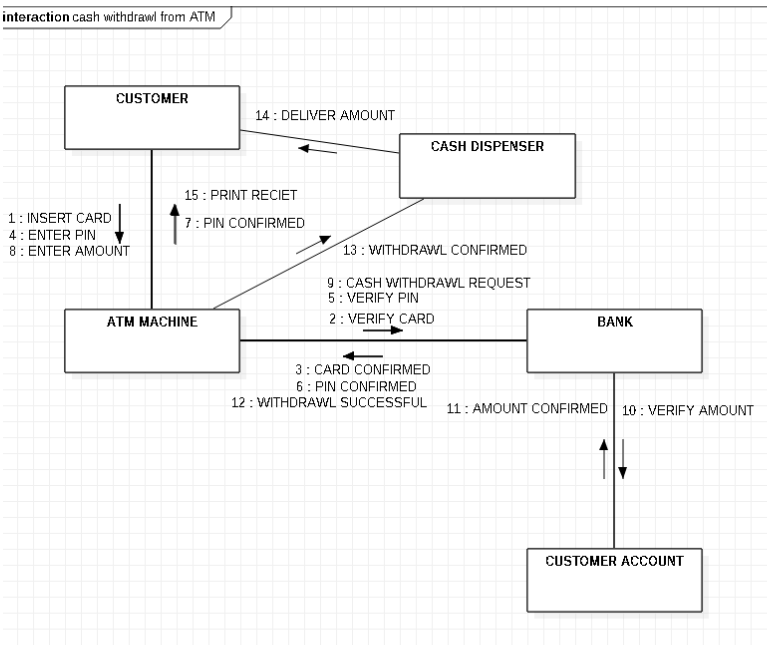 interaction cash withdrawl from ATM
CUSTOMER
14 : DELIVER AMOUNT
CASH DISPENSER
15 : PRINT RECIET
7 : PIN CONFIRMED
1 : INSERT CARD
4 : ENTER PIN
8 : ENTER AMOUNT
13 : WITHDRAWL CONFIRMED
9 : CASH WITHDRAWL REQUEST
5 : VERIFY PIN
2 : VERIFY CARD
ATM MACHINE
BANK
3 : CARD CONFIRMED
6 : PIN CONFIRMED
12 : WITHDRAWL SUCCESSFUL
11 : AMOUNT CONFIRMED
10 : VERIFY AMOUNT
CUSTOMER ACCOUNT